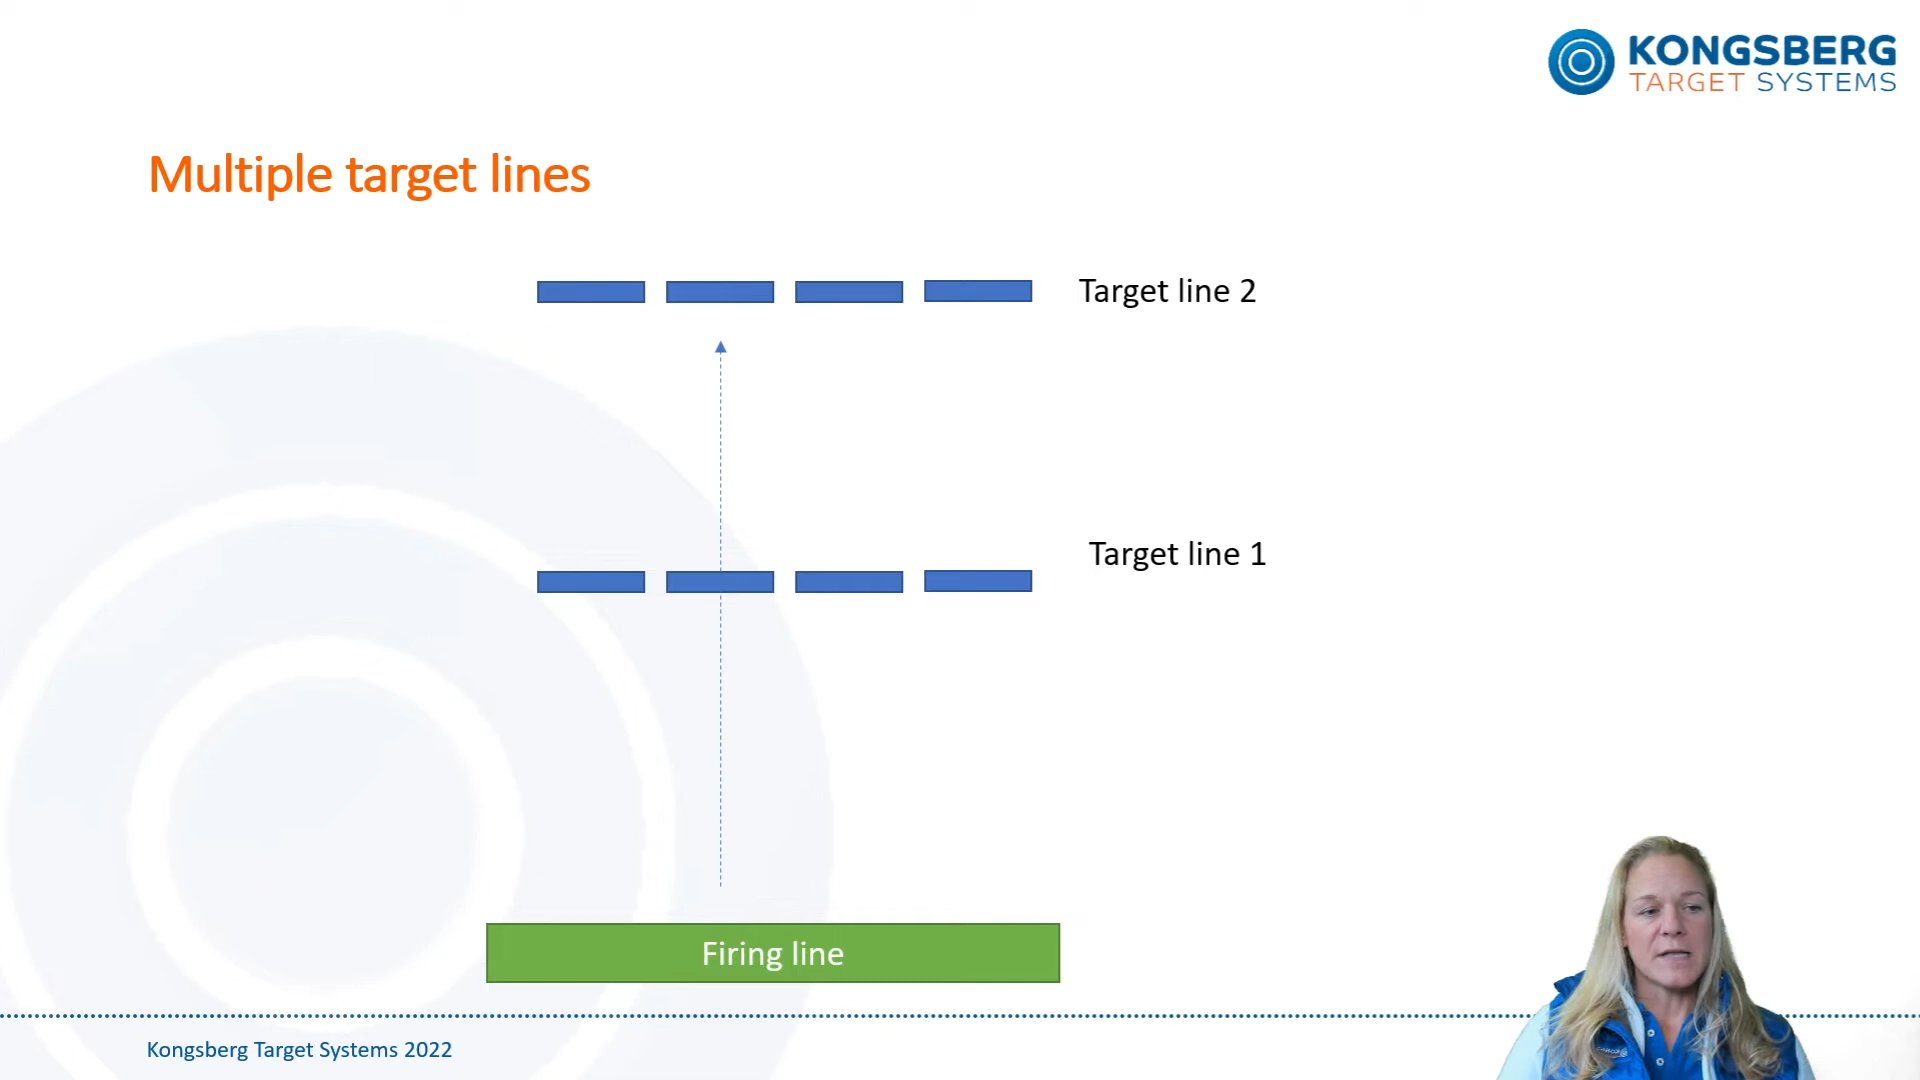 KONGSBERG
TARGET SYSTEMS
Multiple target lines
Target line 2
Target line 1
Firing line
Kongsberg Target Systems 2022